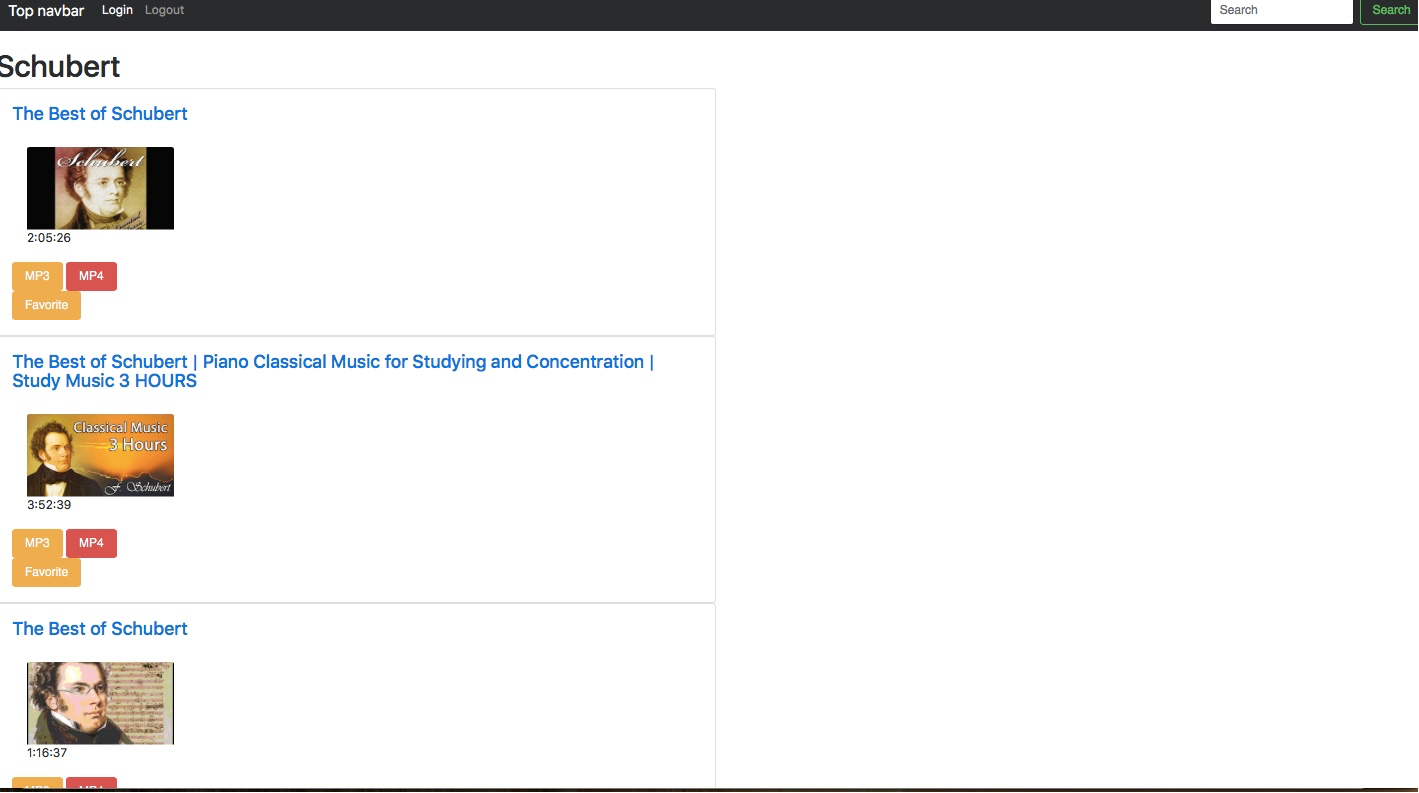 Top navbar Login Logout Search Search
Schubert
The Best of Schubert
Schubert
2:05:26
MP3 MP4
Favorite
The Best of Schubert | Piano Classical Music for Studying and Concentration |
Study Music 3 HOURS
Classical Music
3 Hours
F. Schubert
3:52:39
MP3 MP4
Favorite
The Best of Schubert
1:16:37
MP3 MP4